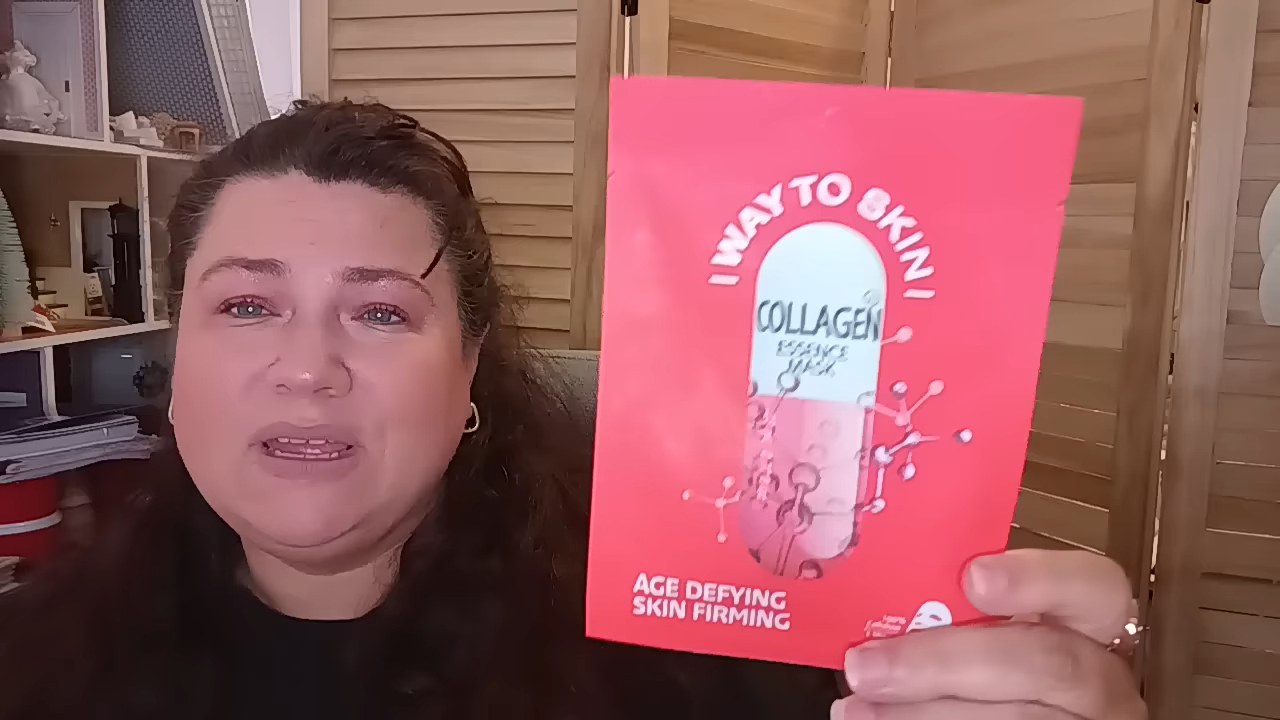 I WAY TO SKIN I
COLLAGEN
ESSENCE
MASK
AGE DEFYING
SKIN FIRMING